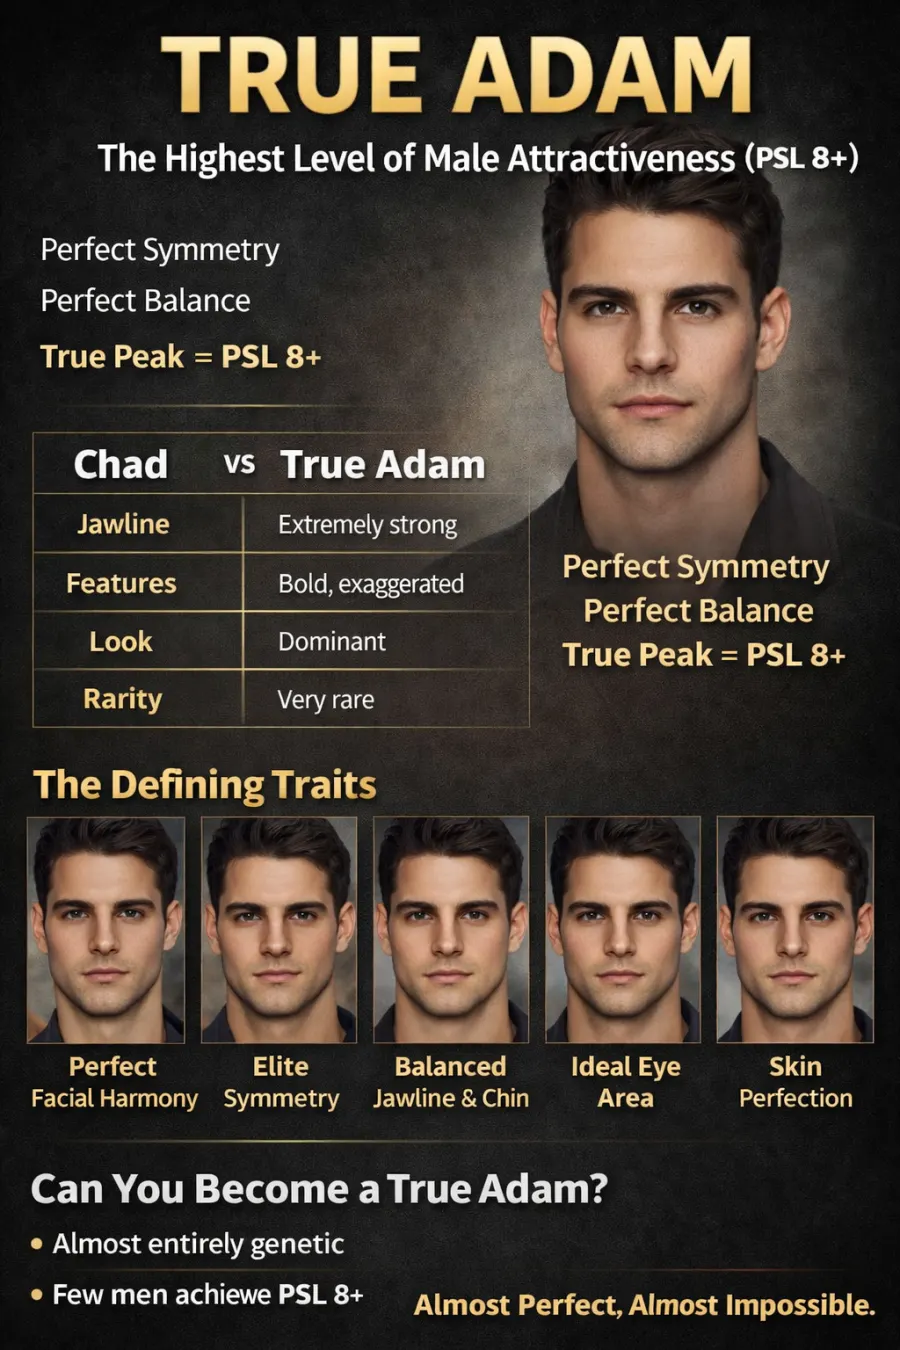 TRUE ADAM
The Highest Level of Male Attractiveness (PSL 8+)
Perfect Symmetry
Perfect Balance
True Peak = PSL 8+
Chad vs True Adam
Jawline Extremely strong
Features Bold, exaggerated
Look Dominant
Rarity Very rare
Perfect Symmetry
Perfect Balance
True Peak = PSL 8+
The Defining Traits
Perfect
Facial Harmony
Elite
Symmetry
Balanced
Jawline & Chin
Ideal Eye
Area
Skin
Perfection
Can You Become a True Adam?
• Almost entirely genetic
• Few men achiewe PSL 8+
Almost Perfect, Almost Impossible.